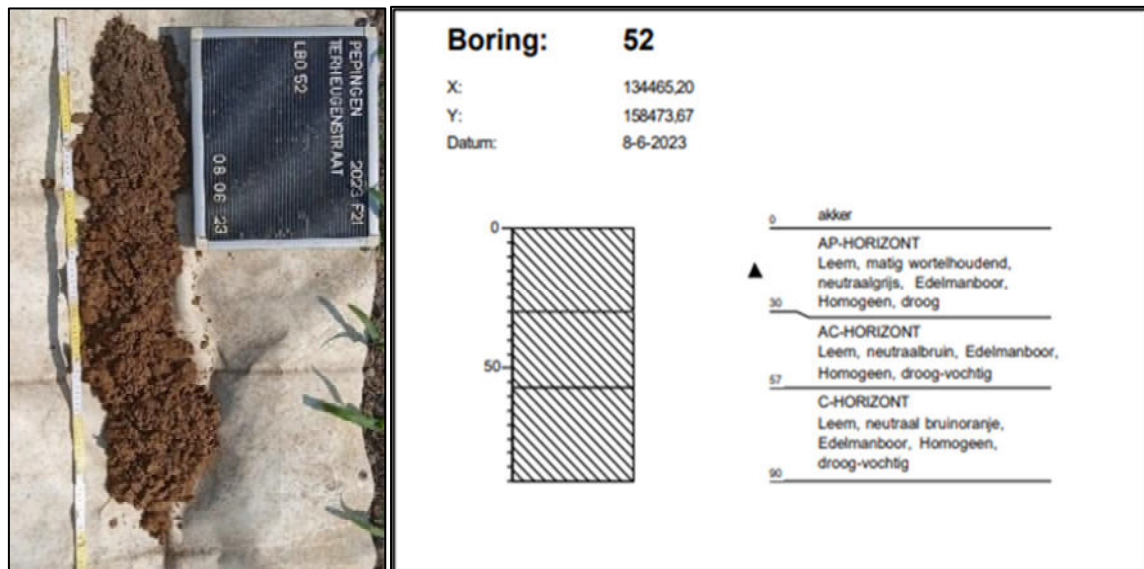 PEPINGEN 2023 F21
TERHEUGENSTRAAT
LBO 52
08 06 23
Boring: 52
X: 134465,20
Y: 158473,67
Datum: 8-6-2023
0
50
0 akker
AP-HORIZONT
Leem, matig wortelhoudend,
neutraalgrijs, Edelmanboor,
Homogeen, droog
30
AC-HORIZONT
Leem, neutraalbruin, Edelmanboor,
Homogeen, droog-vochtig
57
C-HORIZONT
Leem, neutraal bruinoranje,
Edelmanboor, Homogeen,
droog-vochtig
90